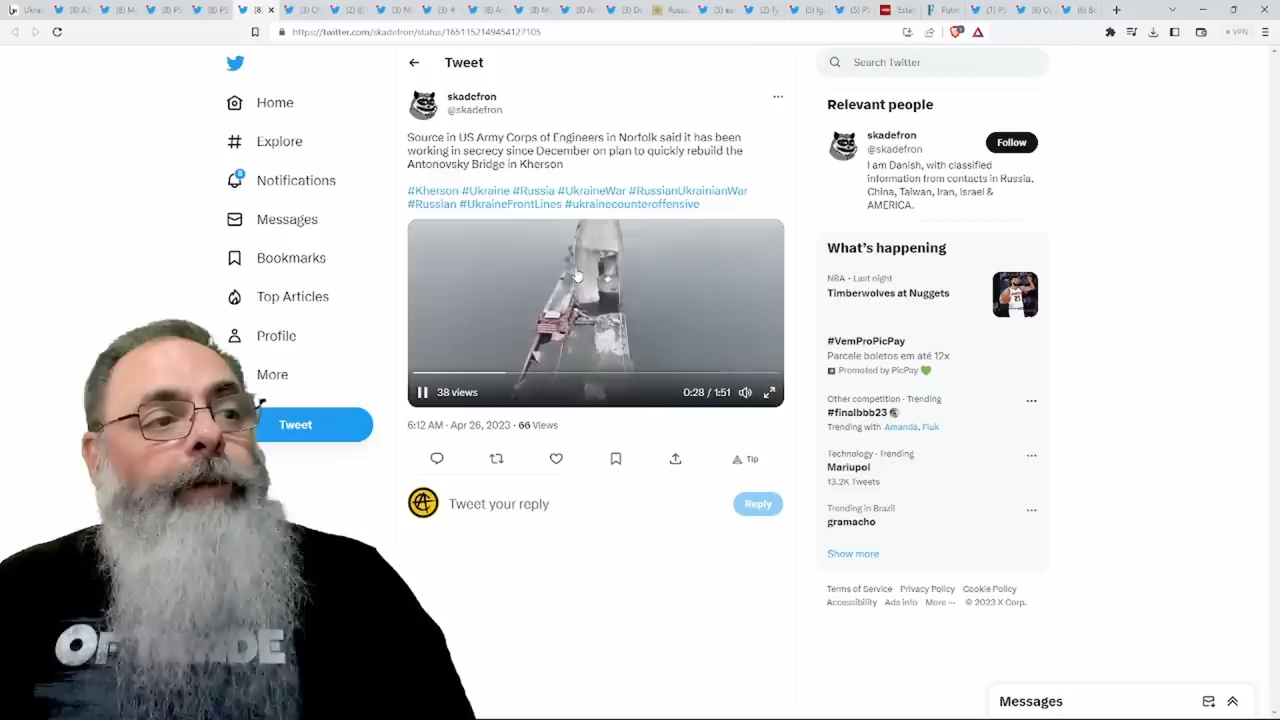 Ukrai
https://twitter.com/skadefron/status/1651152149454127105
VPN
Home
Explore
8
Notifications
Messages
Bookmarks
Top Articles
Profile
More
Tweet
Tweet
skadefron
@skadefron
Source in US Army Corps of Engineers in Norfolk said it has been
working in secrecy since December on plan to quickly rebuild the
Antonovsky Bridge in Kherson
#Kherson #Ukraine #Russia #UkraineWar #RussianUkrainianWar
#Russian #UkraineFrontLines #ukrainecounteroffensive
38 views
0:28 / 1:51
6:12 AM · Apr 26, 2023 · 66 Views
Tip
Tweet your reply
Reply
Search Twitter
Relevant people
skadefron
@skadefron
Follow
I am Danish, with classified
information from contacts in Russia,
China, Taiwan, Iran, Israel &
AMERICA.
What's happening
NBA · Last night
Timberwolves at Nuggets
#VemProPicPay
Parcele boletos em até 12x
Promoted by PicPay 💚
Other competition · Trending
#finalbbb23
Trending with Amanda, Fiuk
Technology · Trending
Mariupol
13.2K Tweets
Trending in Brazil
gramacho
Show more
Terms of Service Privacy Policy Cookie Policy
Accessibility Ads info More ··· © 2023 X Corp.
Messages